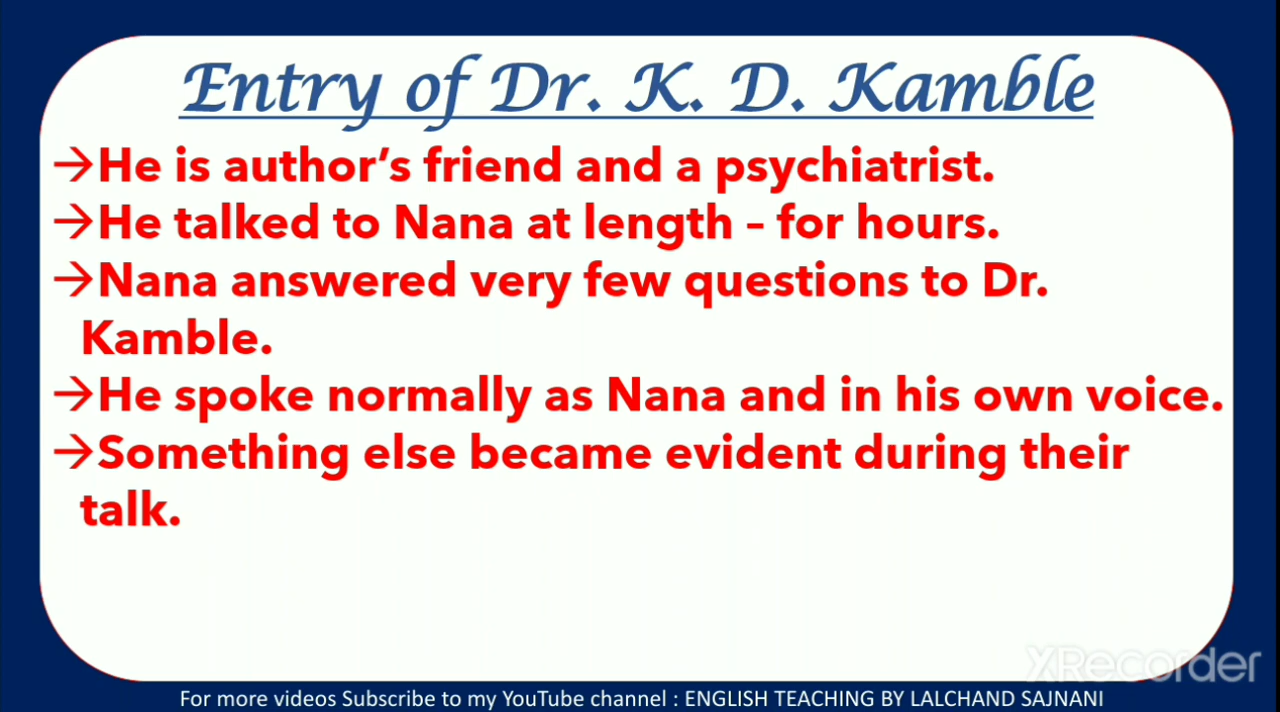 Entry of Dr. K. D. Kamble
→He is author’s friend and a psychiatrist.
→He talked to Nana at length – for hours.
→Nana answered very few questions to Dr.
Kamble.
→He spoke normally as Nana and in his own voice.
→Something else became evident during their
talk.
XRecorder
For more videos Subscribe to my YouTube channel : ENGLISH TEACHING BY LALCHAND SAJNANI